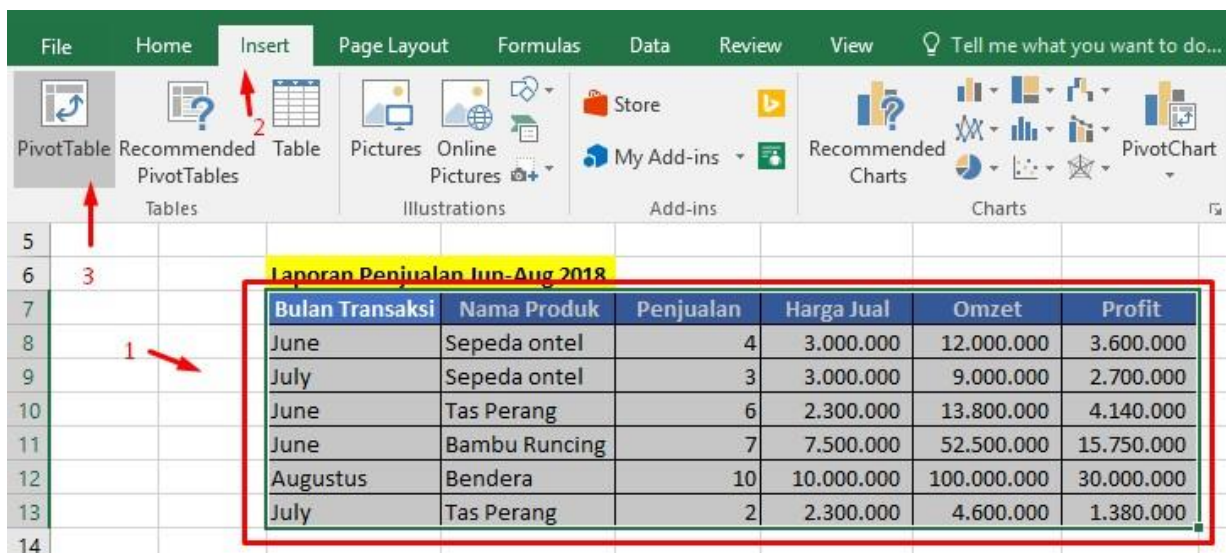 File Home Insert Page Layout Formulas Data Review View Tell me what you want to do...
2
PivotTable Recommended PivotTables Table Pictures Online Pictures Store My Add-ins Recommended Charts PivotChart
Tables Illustrations Add-ins Charts
5
6 3 Laporan Penjualan Jun-Aug 2018
7 Bulan Transaksi Nama Produk Penjualan Harga Jual Omzet Profit
8 1 June Sepeda ontel 4 3.000.000 12.000.000 3.600.000
9 July Sepeda ontel 3 3.000.000 9.000.000 2.700.000
10 June Tas Perang 6 2.300.000 13.800.000 4.140.000
11 June Bambu Runcing 7 7.500.000 52.500.000 15.750.000
12 Augustus Bendera 10 10.000.000 100.000.000 30.000.000
13 July Tas Perang 2 2.300.000 4.600.000 1.380.000
14